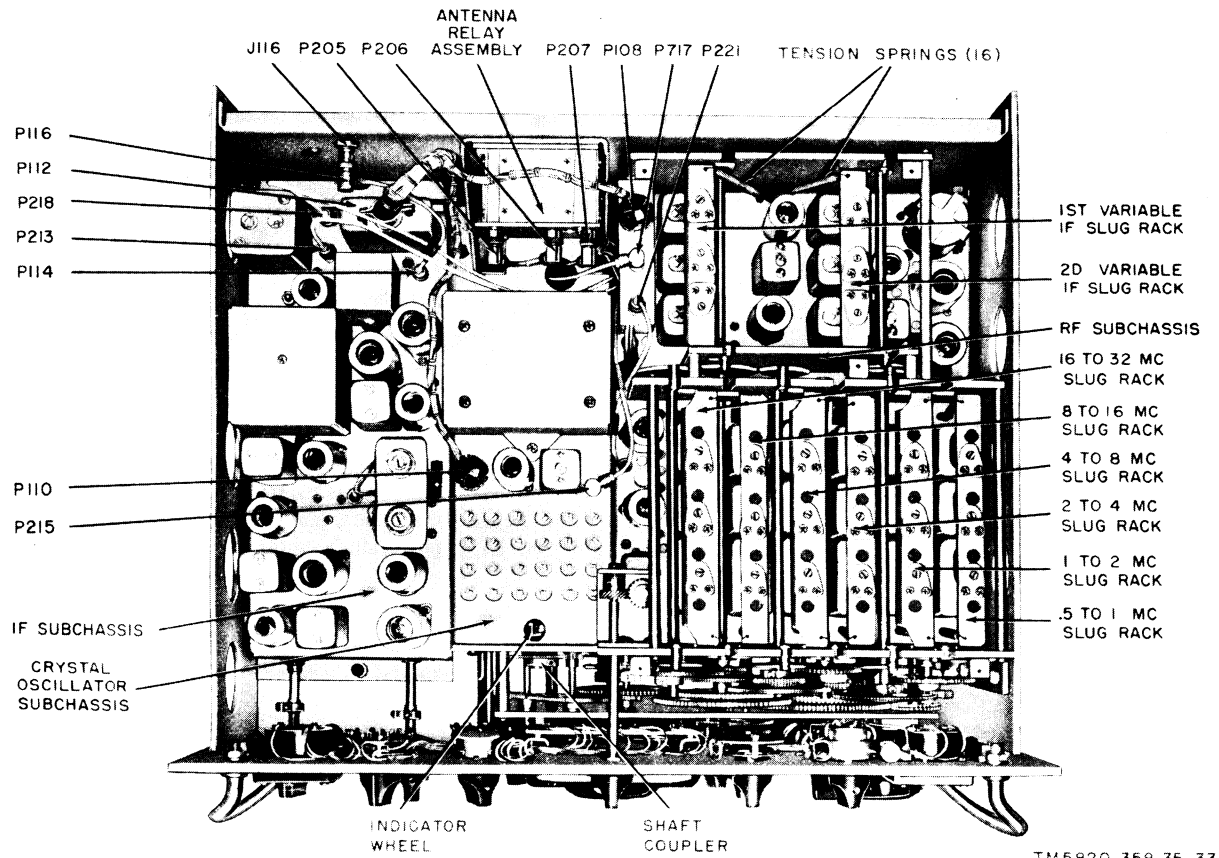 ANTENNA
RELAY
ASSEMBLY
J116 P205 P206 P207 P108 P717 P221 TENSION SPRINGS (16)
P116
P112
P218
P213
P114
P110
P215
IF SUBCHASSIS
CRYSTAL
OSCILLATOR
SUBCHASSIS
1ST VARIABLE
IF SLUG RACK
2D VARIABLE
IF SLUG RACK
RF SUBCHASSIS
16 TO 32 MC
SLUG RACK
8 TO 16 MC
SLUG RACK
4 TO 8 MC
SLUG RACK
2 TO 4 MC
SLUG RACK
1 TO 2 MC
SLUG RACK
.5 TO 1 MC
SLUG RACK
INDICATOR
WHEEL
SHAFT
COUPLER
TM5820-358-35-33